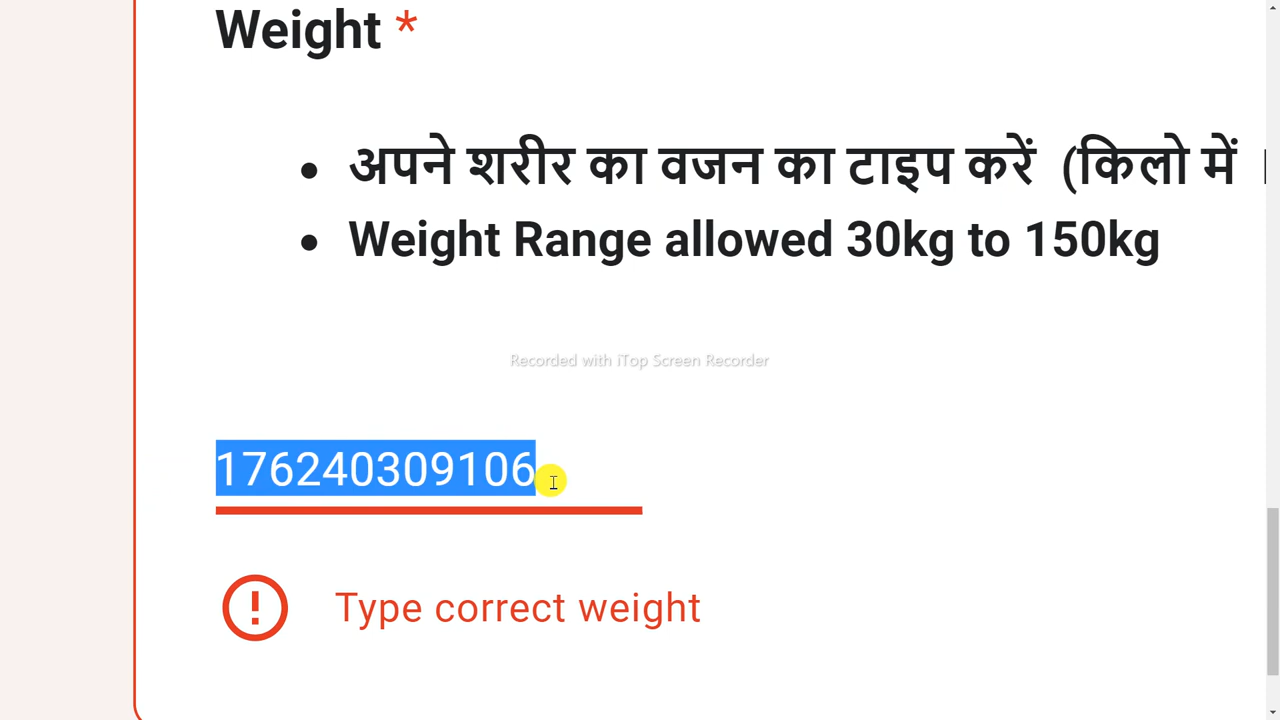 Weight *
• अपने शरीर का वजन का टाइप करें (किलो में
• Weight Range allowed 30kg to 150kg
Recorded with iTop Screen Recorder
176240309106
Type correct weight